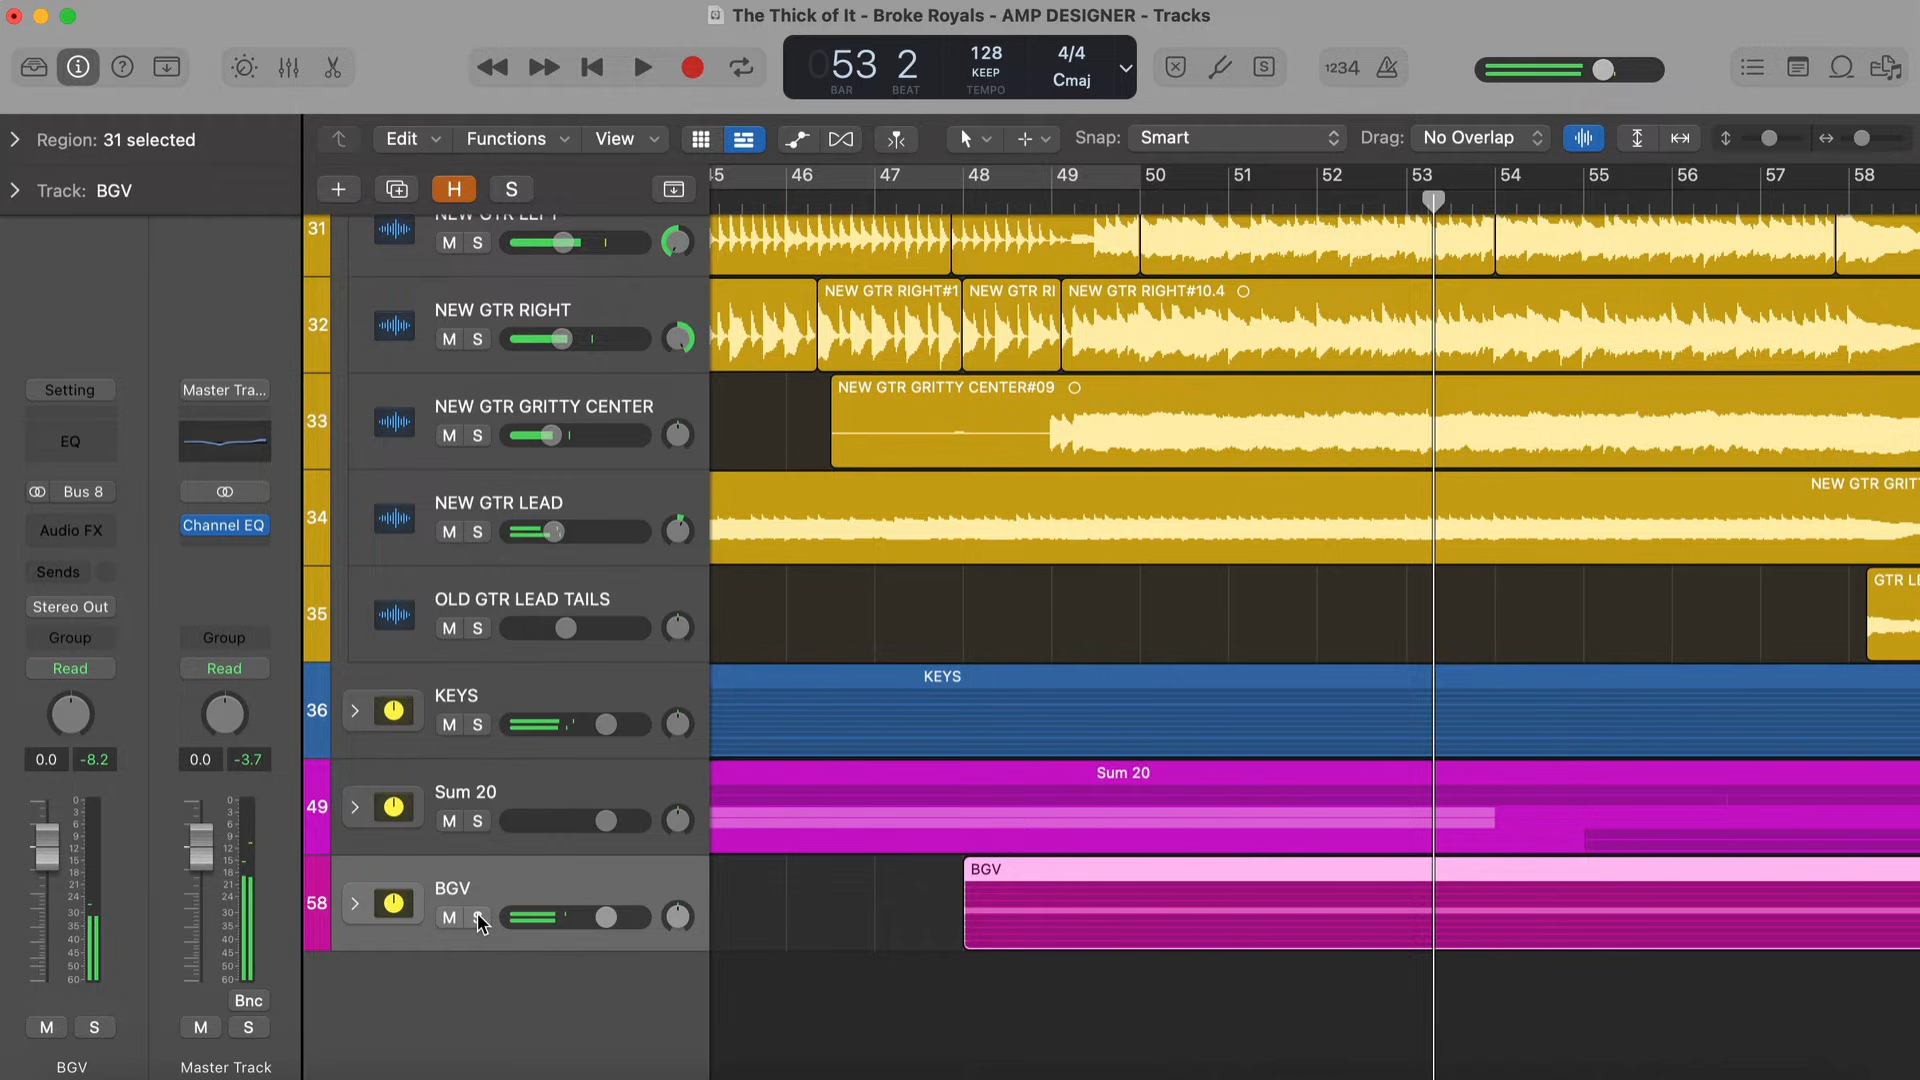 The Thick of It - Broke Royals - AMP DESIGNER - Tracks
53 2 128 KEEP 4/4 Cmaj
BAR BEAT TEMPO
1234
Region: 31 selected
Track: BGV
Edit Functions View Snap: Smart Drag: No Overlap
H S
45 46 47 48 49 50 51 52 53 54 55 56 57 58
31 NEW GTR LEFT
M S
32 NEW GTR RIGHT
M S
NEW GTR RIGHT#1 NEW GTR RI NEW GTR RIGHT#10.4
33 NEW GTR GRITTY CENTER
M S
NEW GTR GRITTY CENTER#09
34 NEW GTR LEAD
M S
NEW GTR GRIT
35 OLD GTR LEAD TAILS
M S
GTR LE
36 KEYS
M S
KEYS
49 Sum 20
M S
Sum 20
58 BGV
M S
BGV
Setting Master Tra...
EQ
Bus 8
Audio FX Channel EQ
Sends
Stereo Out
Group Group
Read Read
0.0 -8.2 0.0 -3.7
0 0
3 3
6 6
9 9
12 12
15 15
18 18
21 21
24 24
30 30
35 35
40 40
45 45
50 50
60 60
Bnc
M S M S
BGV Master Track